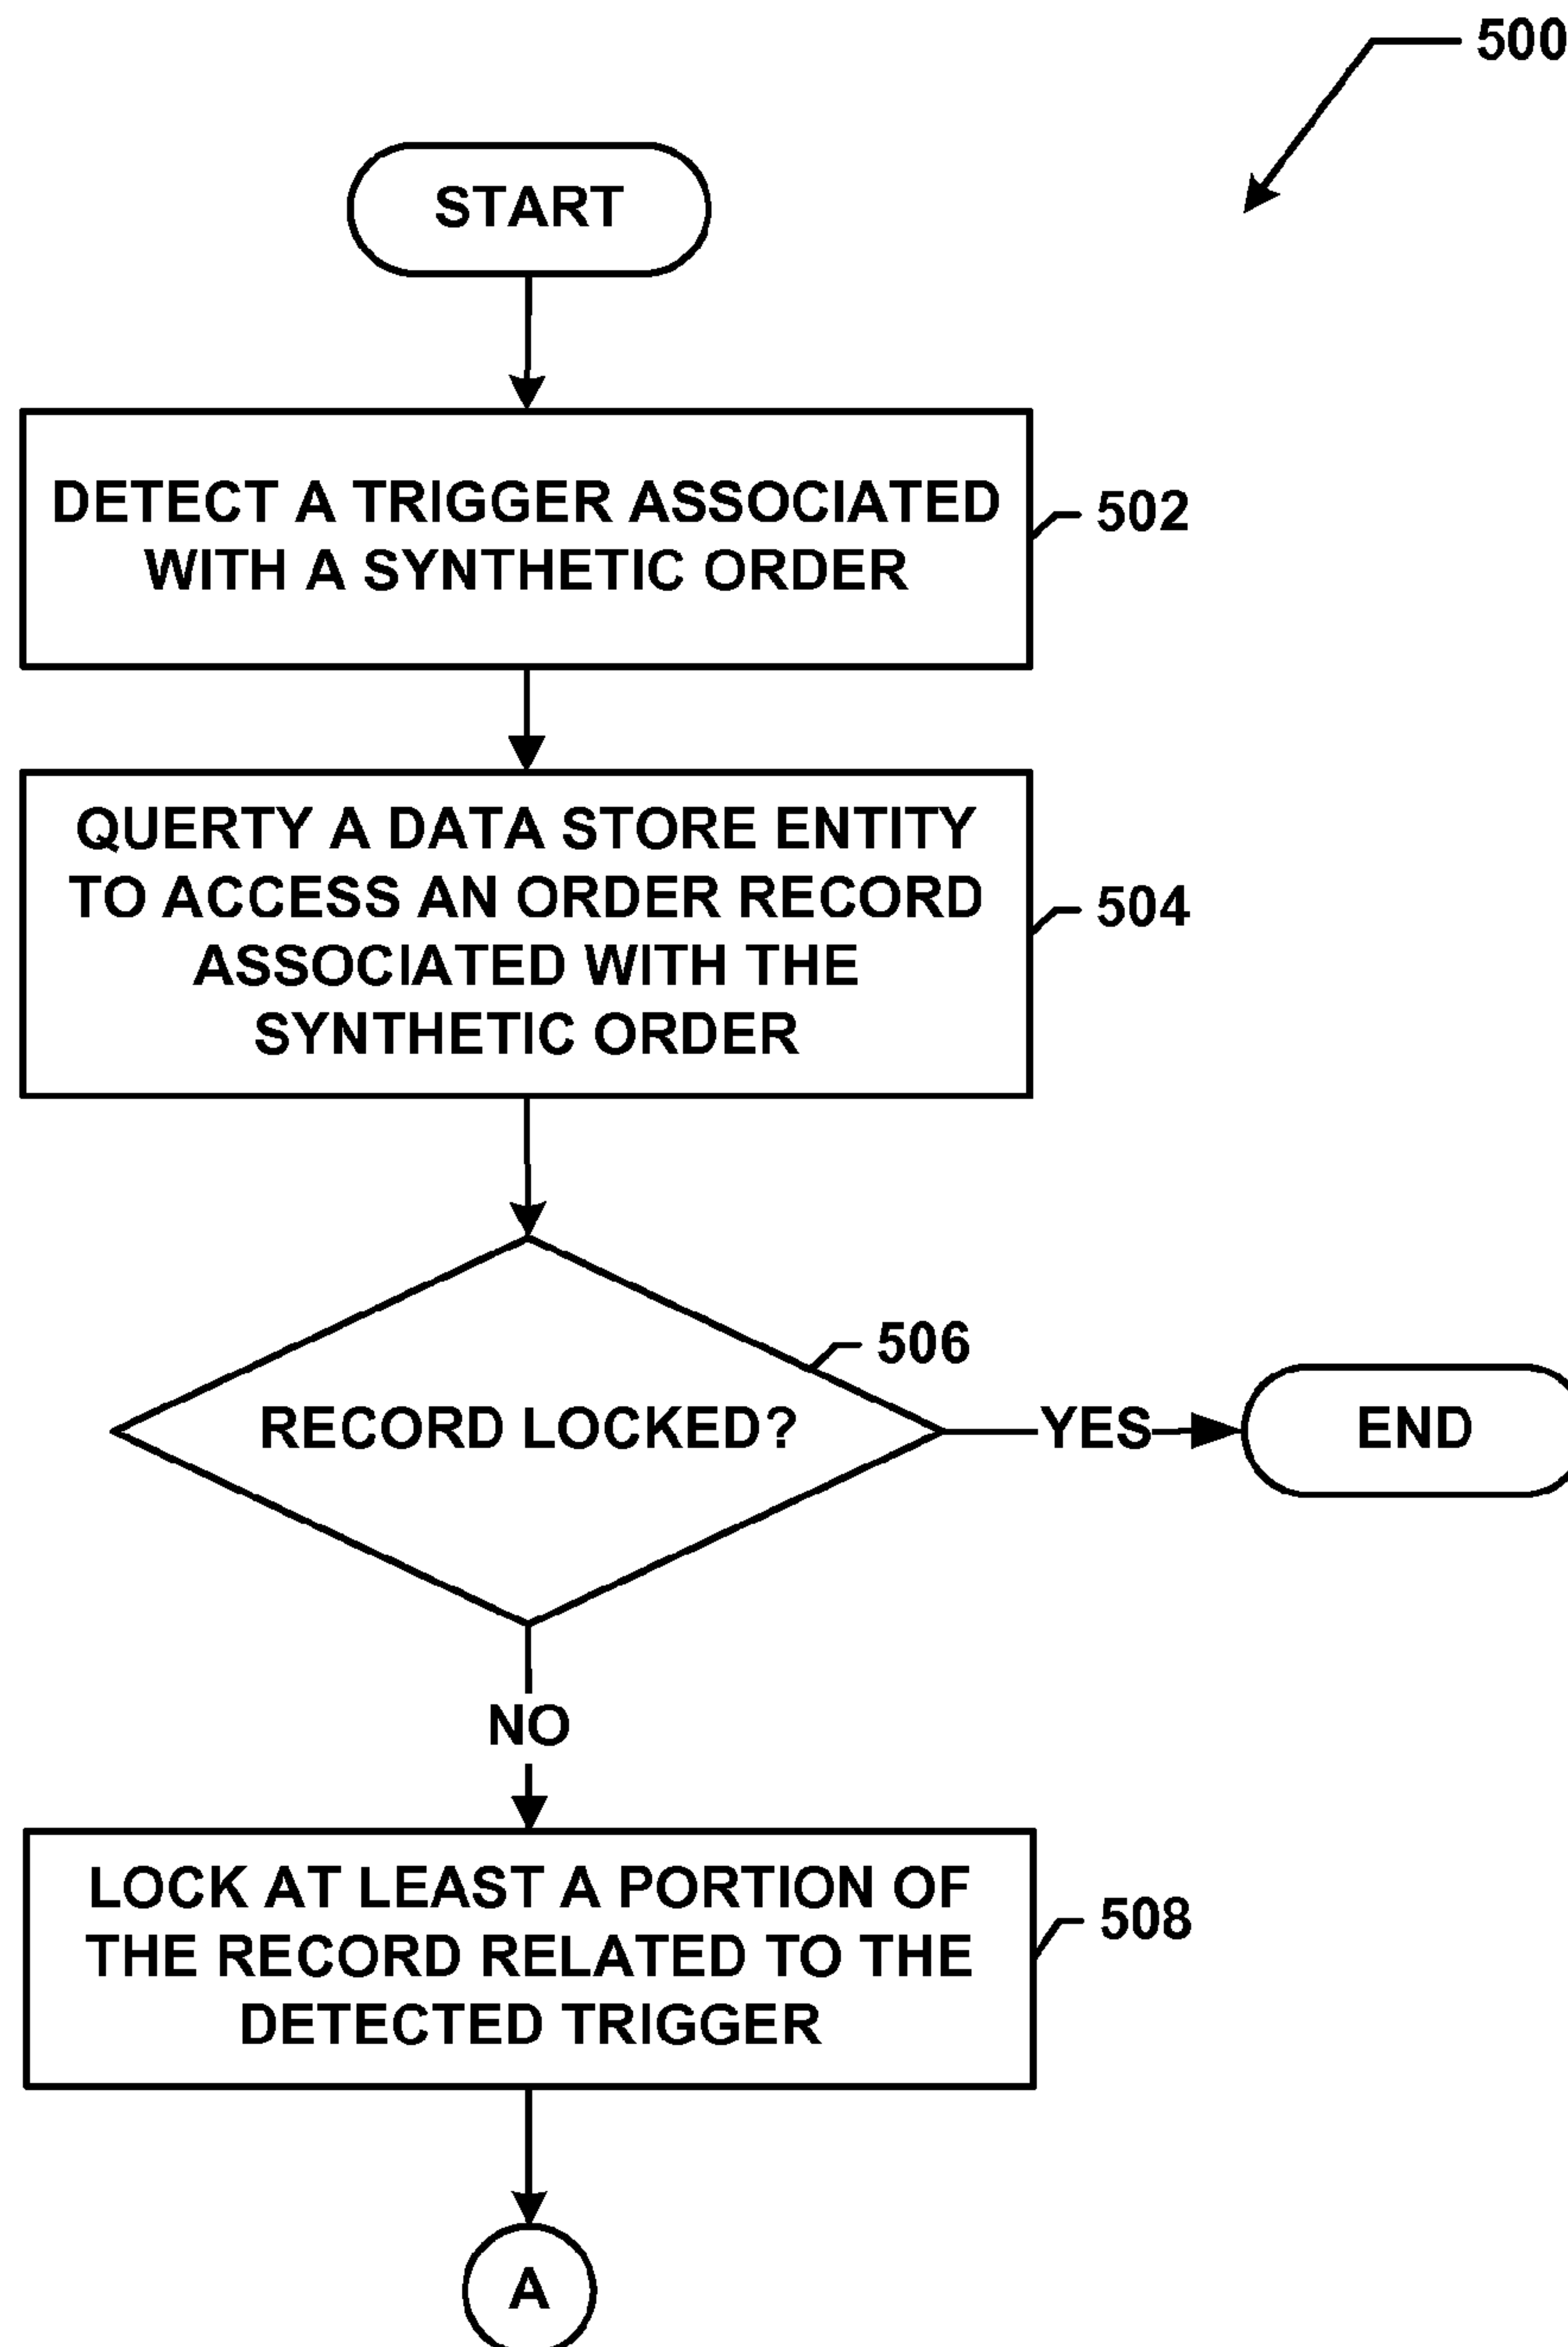 500
START
DETECT A TRIGGER ASSOCIATED
WITH A SYNTHETIC ORDER
502
QUERTY A DATA STORE ENTITY
TO ACCESS AN ORDER RECORD
ASSOCIATED WITH THE
SYNTHETIC ORDER
504
506
RECORD LOCKED?
YES
END
NO
LOCK AT LEAST A PORTION OF
THE RECORD RELATED TO THE
DETECTED TRIGGER
508
A